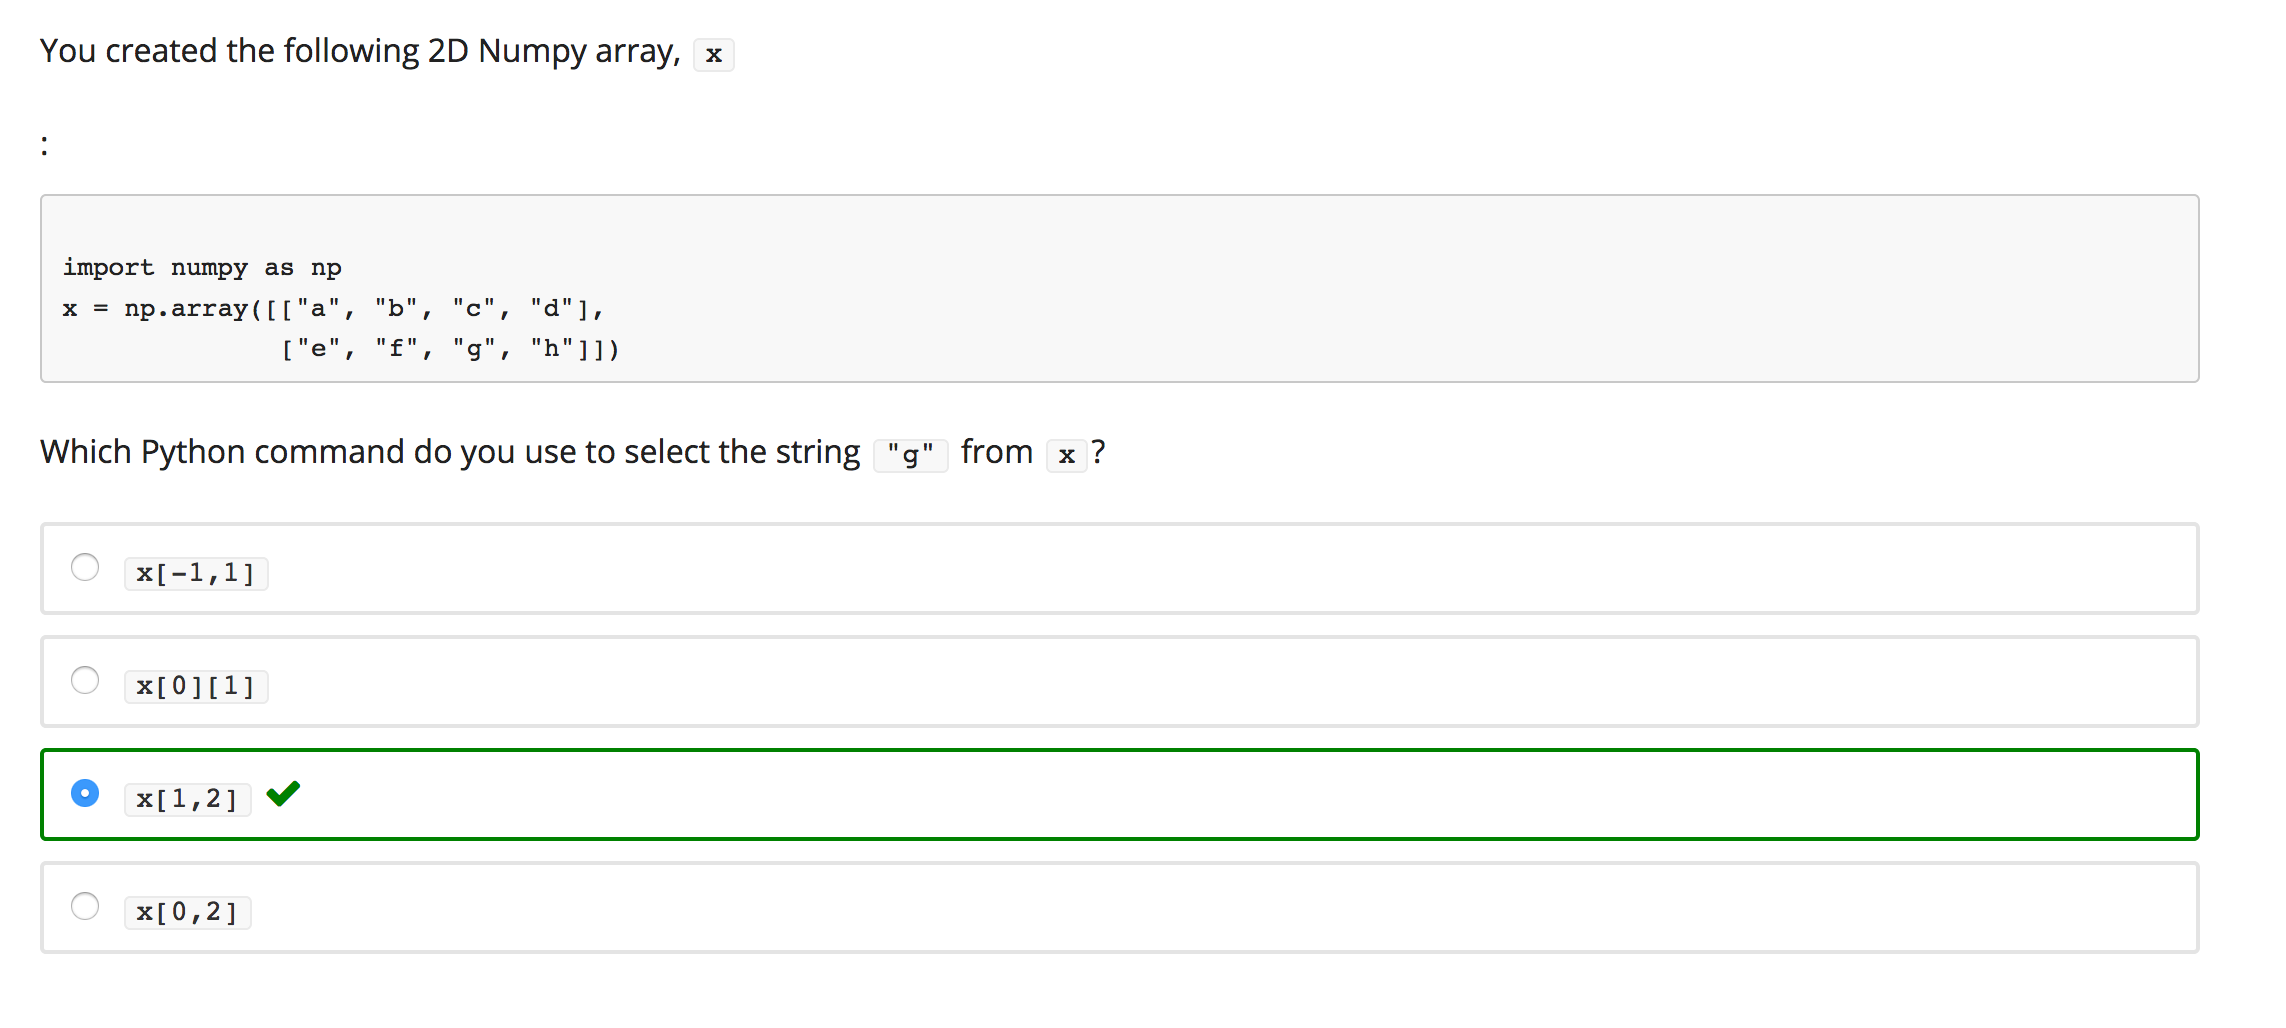 You created the following 2D Numpy array, x
:
import numpy as np
x = np.array([["a", "b", "c", "d"],
              ["e", "f", "g", "h"]])
Which Python command do you use to select the string "g" from x?
x[-1,1]
x[0][1]
x[1,2]
x[0,2]